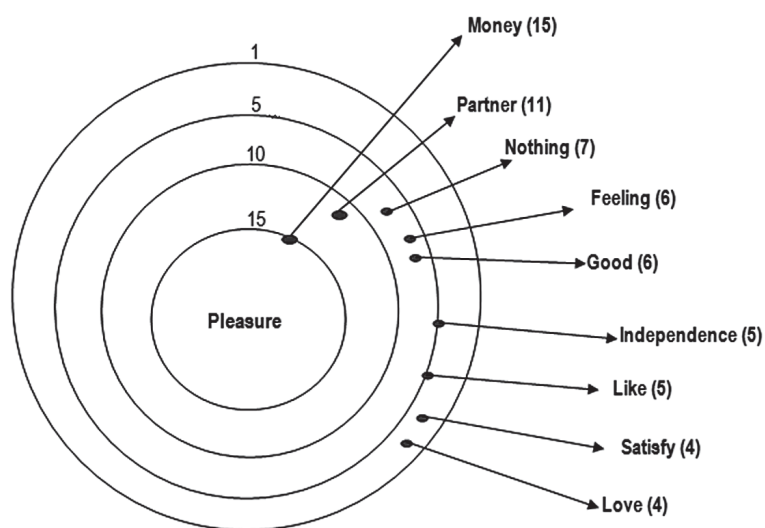 Money (15)
1
Partner (11)
5
Nothing (7)
10
Feeling (6)
15
Good (6)
Pleasure
Independence (5)
Like (5)
Satisfy (4)
Love (4)